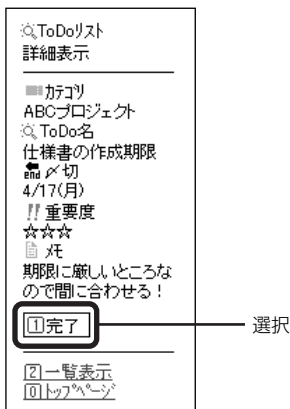 ToDoリスト
詳細表示
カテゴリ
ABCプロジェクト
ToDo名
仕様書の作成期限
end 〆切
4/17(月)
!! 重要度
☆☆☆
メモ
期限に厳しいところな
ので間に合わせる！
1完了
選択
2一覧表示
0トップページ